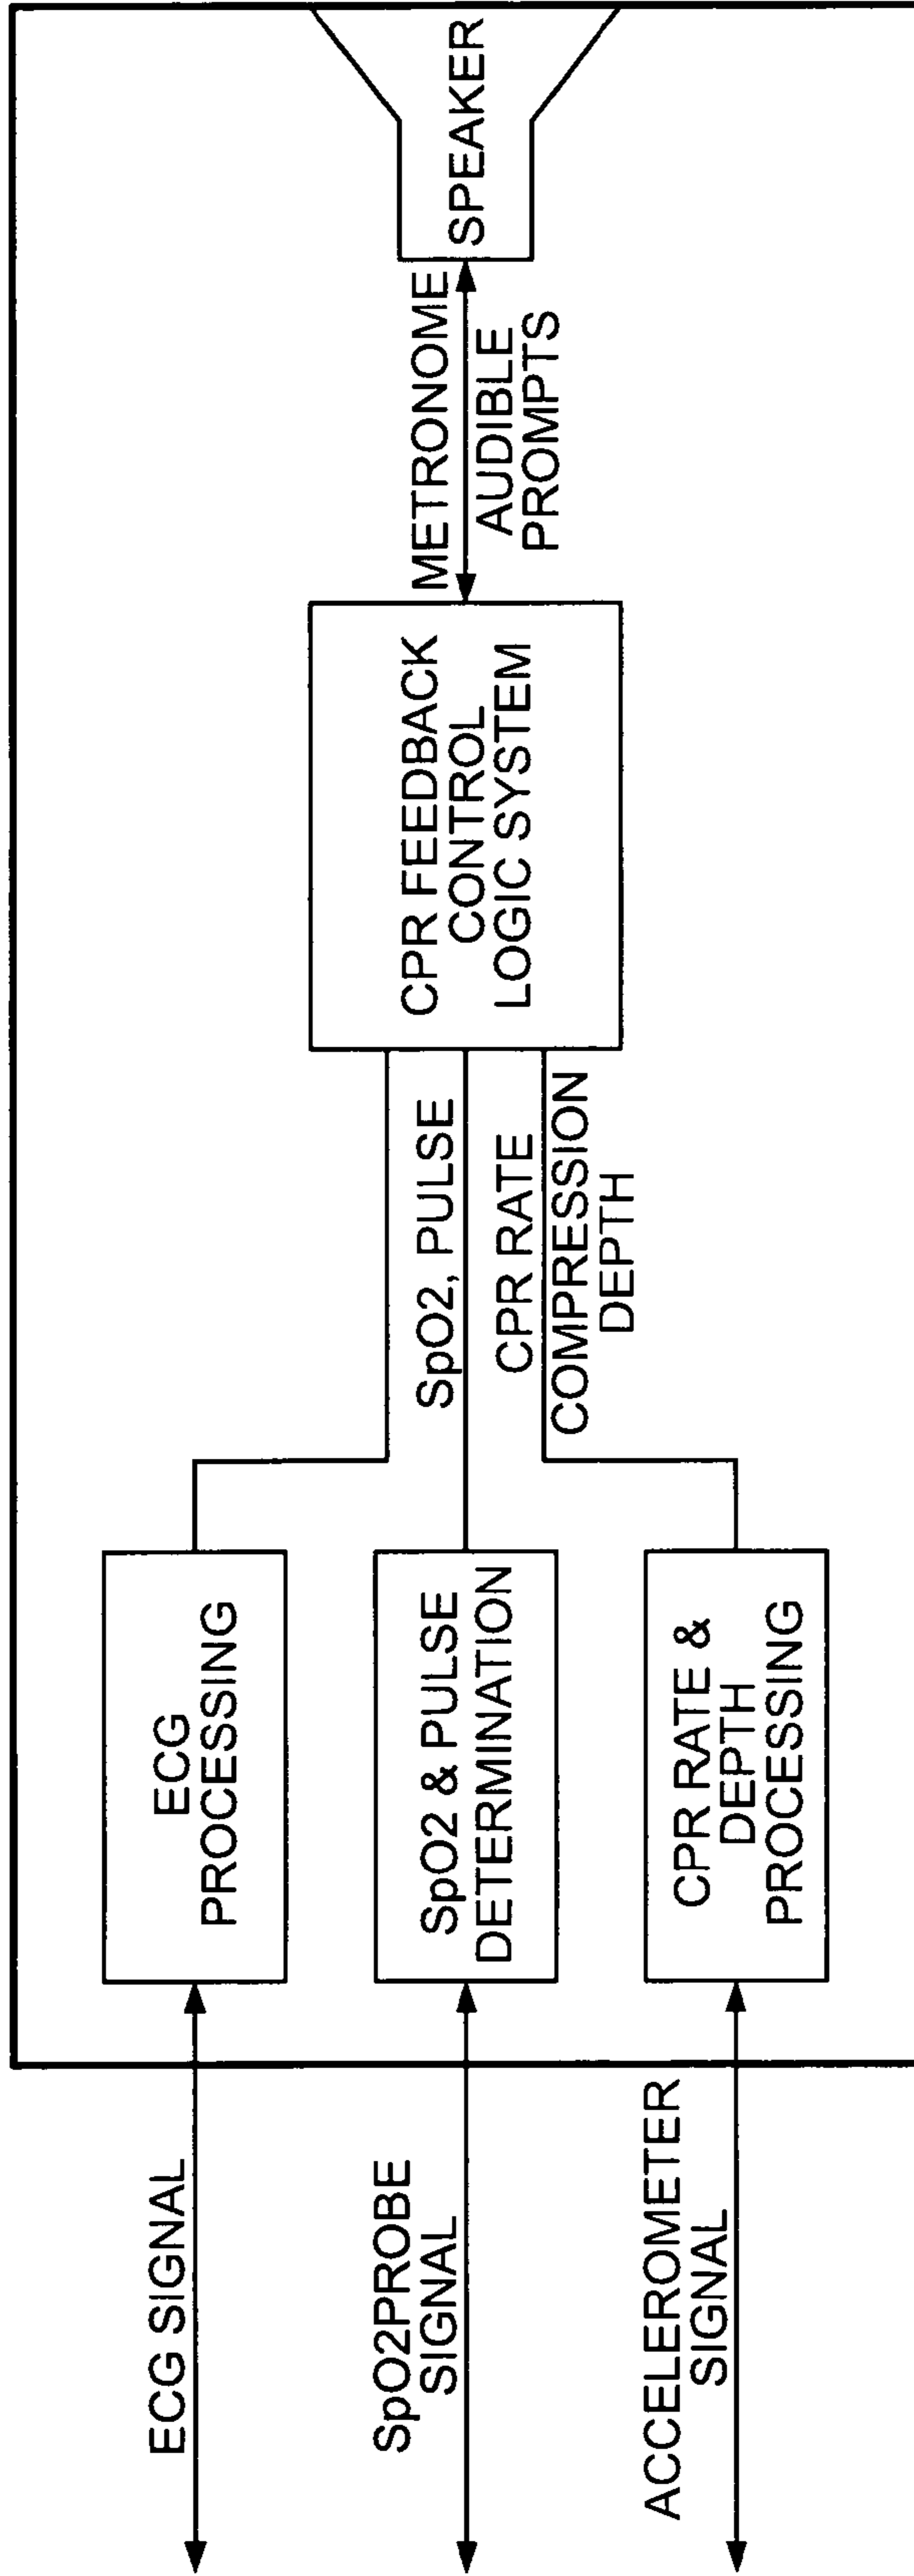 ECG SIGNAL
SpO2PROBE
SIGNAL
ACCELEROMETER
SIGNAL
ECG
PROCESSING
SpO2 & PULSE
DETERMINATION
CPR RATE &
DEPTH
PROCESSING
SpO2, PULSE
CPR RATE
COMPRESSION
DEPTH
CPR FEEDBACK
CONTROL
LOGIC SYSTEM
METRONOME
AUDIBLE
PROMPTS
SPEAKER